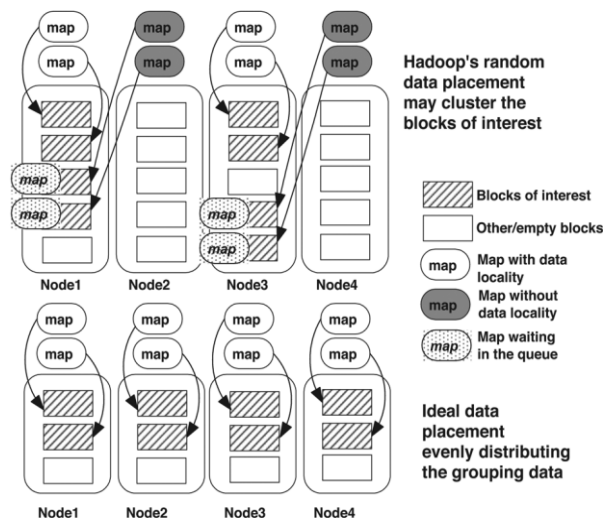 map
map
map
map
map
map
map
map
Hadoop's random
data placement
may cluster the
blocks of interest
map
map
map
map
Node1
Node2
Node3
Node4
Blocks of interest
Other/empty blocks
map
Map with data
locality
map
Map without
data locality
map
Map waiting
in the queue
map
map
map
map
map
map
map
map
Ideal data
placement
evenly distributing
the grouping data
Node1
Node2
Node3
Node4